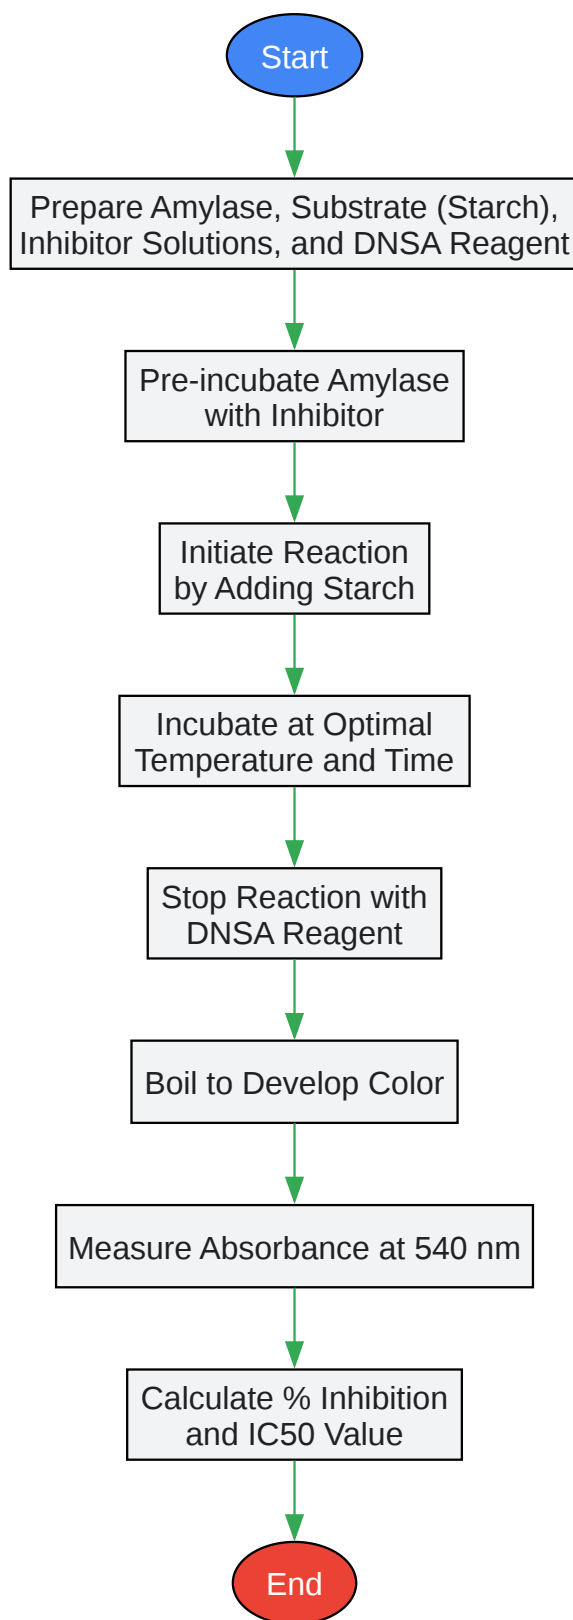 Start
Prepare Amylase, Substrate (Starch),
Inhibitor Solutions, and DNSA Reagent
Pre-incubate Amylase
with Inhibitor
Initiate Reaction
by Adding Starch
Incubate at Optimal
Temperature and Time
Stop Reaction with
DNSA Reagent
Boil to Develop Color
Measure Absorbance at 540 nm
Calculate % Inhibition
and IC50 Value
End